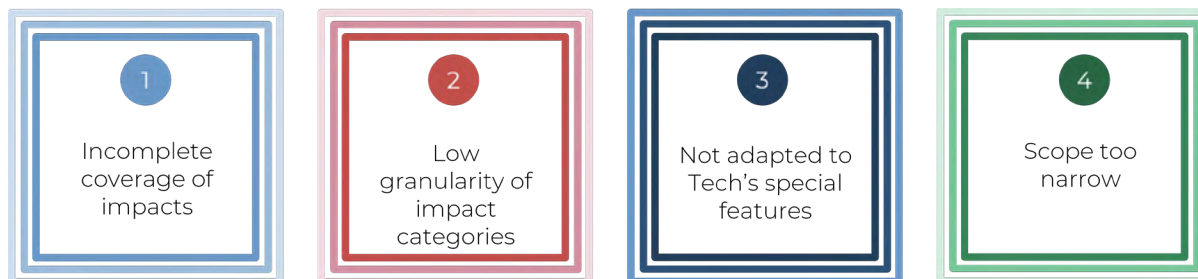 1
Incomplete
coverage of
impacts
2
Low
granularity of
impact
categories
3
Not adapted to
Tech's special
features
4
Scope too
narrow